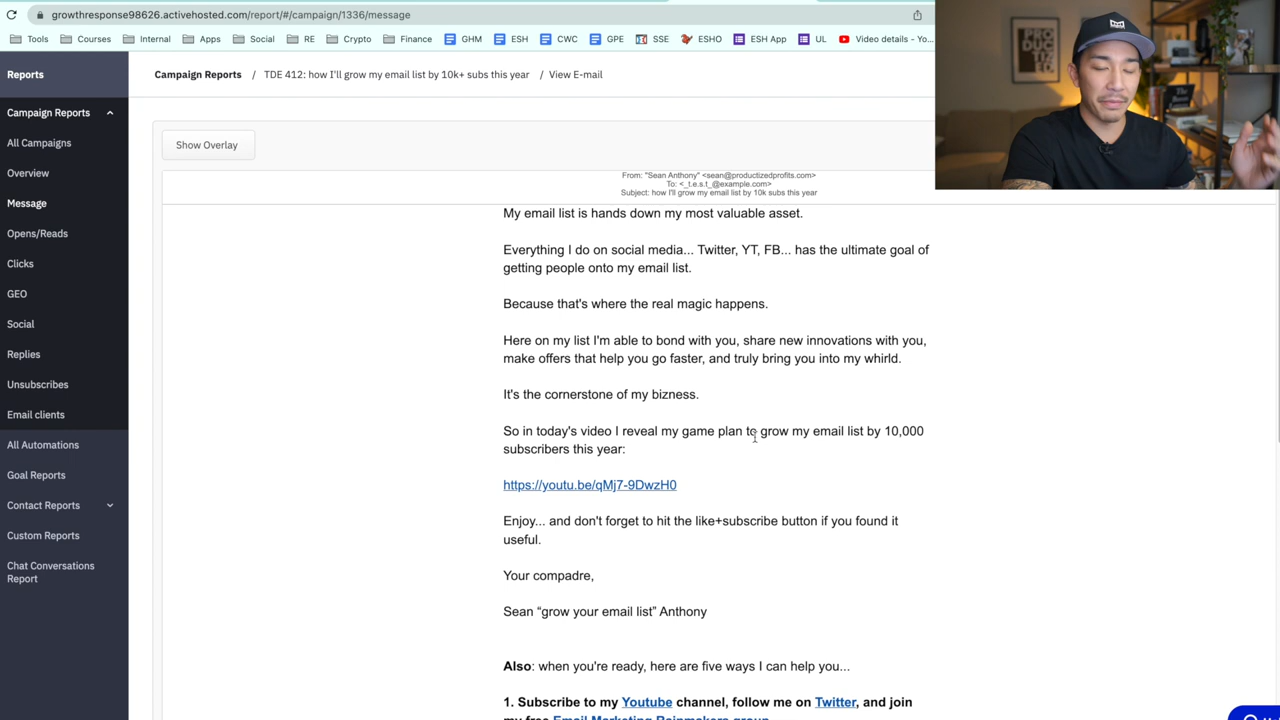 growthresponse98626.activehosted.com/report/#/campaign/1336/message
Tools
Courses
Internal
Apps
Social
RE
Crypto
Finance
GHM
ESH
CWC
GPE
SSE
ESHO
ESH App
UL
Video details - Yo...
Reports
Campaign Reports / TDE 412: how I'll grow my email list by 10k+ subs this year / View E-mail
Campaign Reports
All Campaigns
Overview
Message
Opens/Reads
Clicks
GEO
Social
Replies
Unsubscribes
Email clients
All Automations
Goal Reports
Contact Reports
Custom Reports
Chat Conversations
Report
Show Overlay
From: "Sean Anthony" <sean@productizedprofits.com>
To: <_t.e.s.t_@example.com>
Subject: how I'll grow my email list by 10k subs this year
My email list is hands down my most valuable asset.
Everything I do on social media... Twitter, YT, FB... has the ultimate goal of
getting people onto my email list.
Because that's where the real magic happens.
Here on my list I'm able to bond with you, share new innovations with you,
make offers that help you go faster, and truly bring you into my whirld.
It's the cornerstone of my bizness.
So in today's video I reveal my game plan to grow my email list by 10,000
subscribers this year:
https://youtu.be/qMj7-9DwzH0
Enjoy... and don't forget to hit the like+subscribe button if you found it
useful.
Your compadre,
Sean “grow your email list” Anthony
Also: when you're ready, here are five ways I can help you...
1. Subscribe to my Youtube channel, follow me on Twitter, and join
my free Email Marketing Rainmakers group